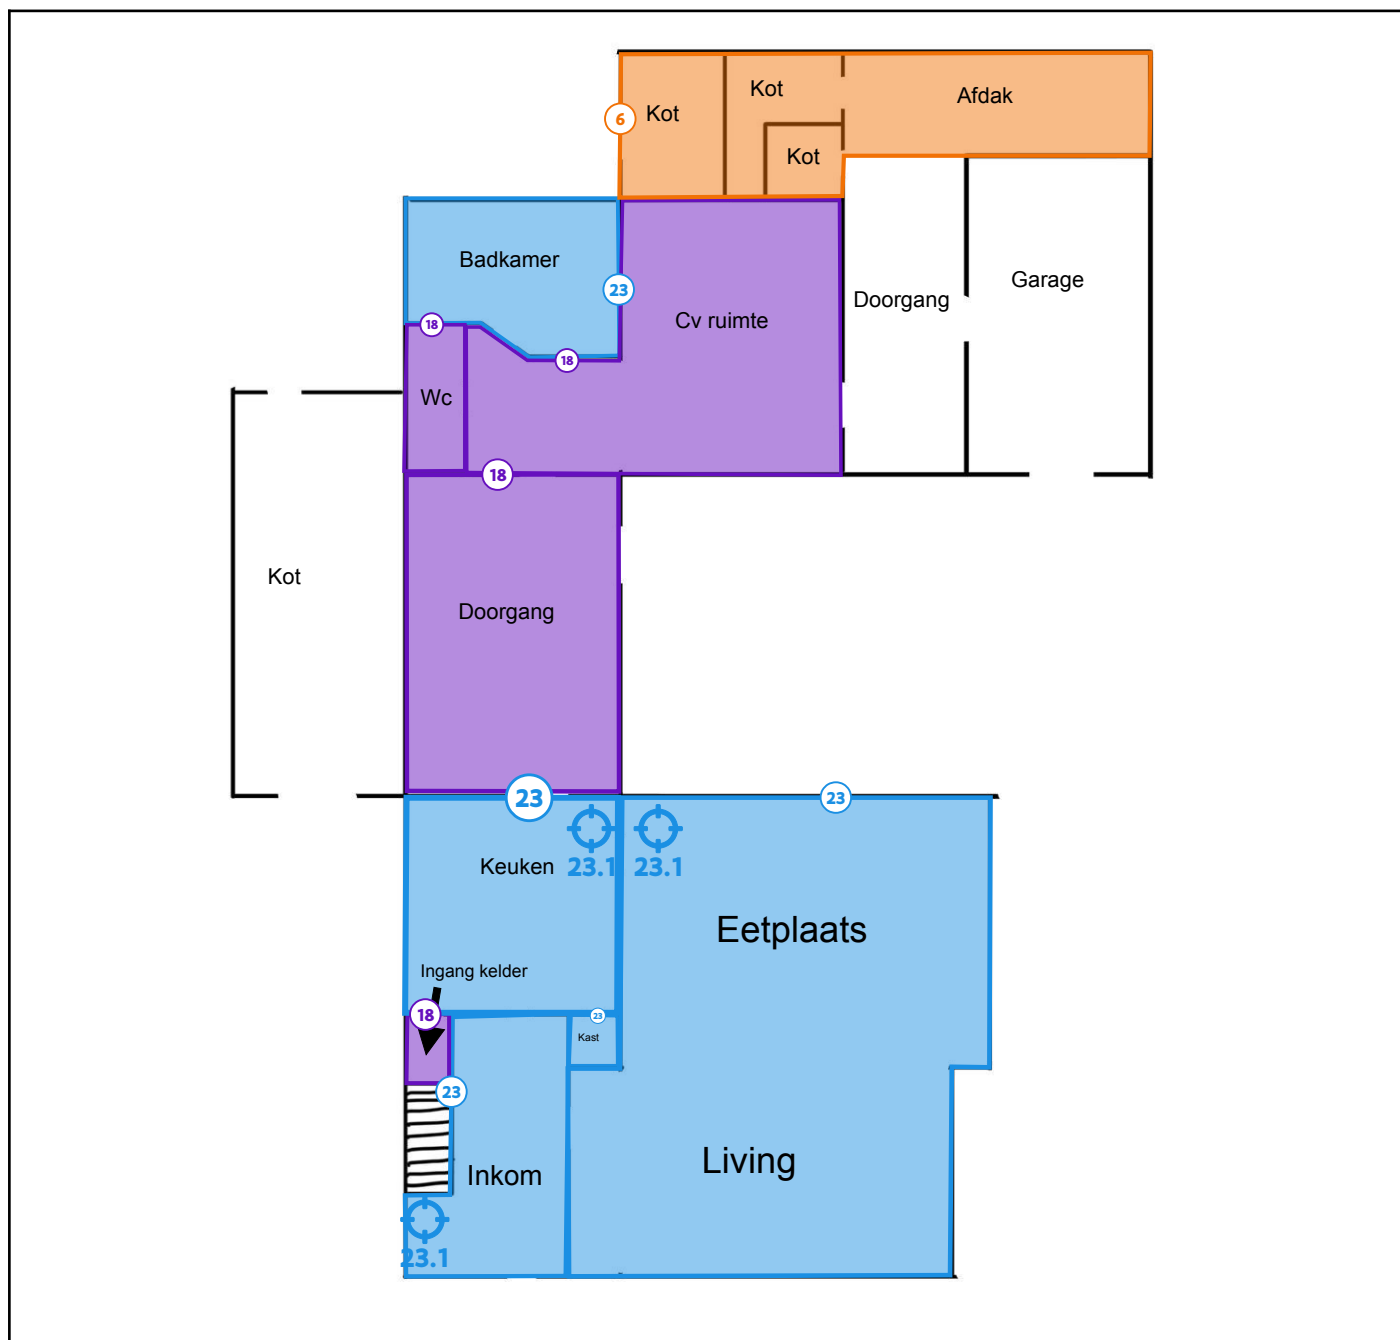 Kot
Kot
Afdak
6
Kot
Badkamer
23
Cv ruimte
Doorgang
Garage
18
18
Wc
18
Kot
Doorgang
23
23
23.1
23.1
Keuken
Eetplaats
Ingang kelder
18
23
Kast
23
Inkom
Living
23.1